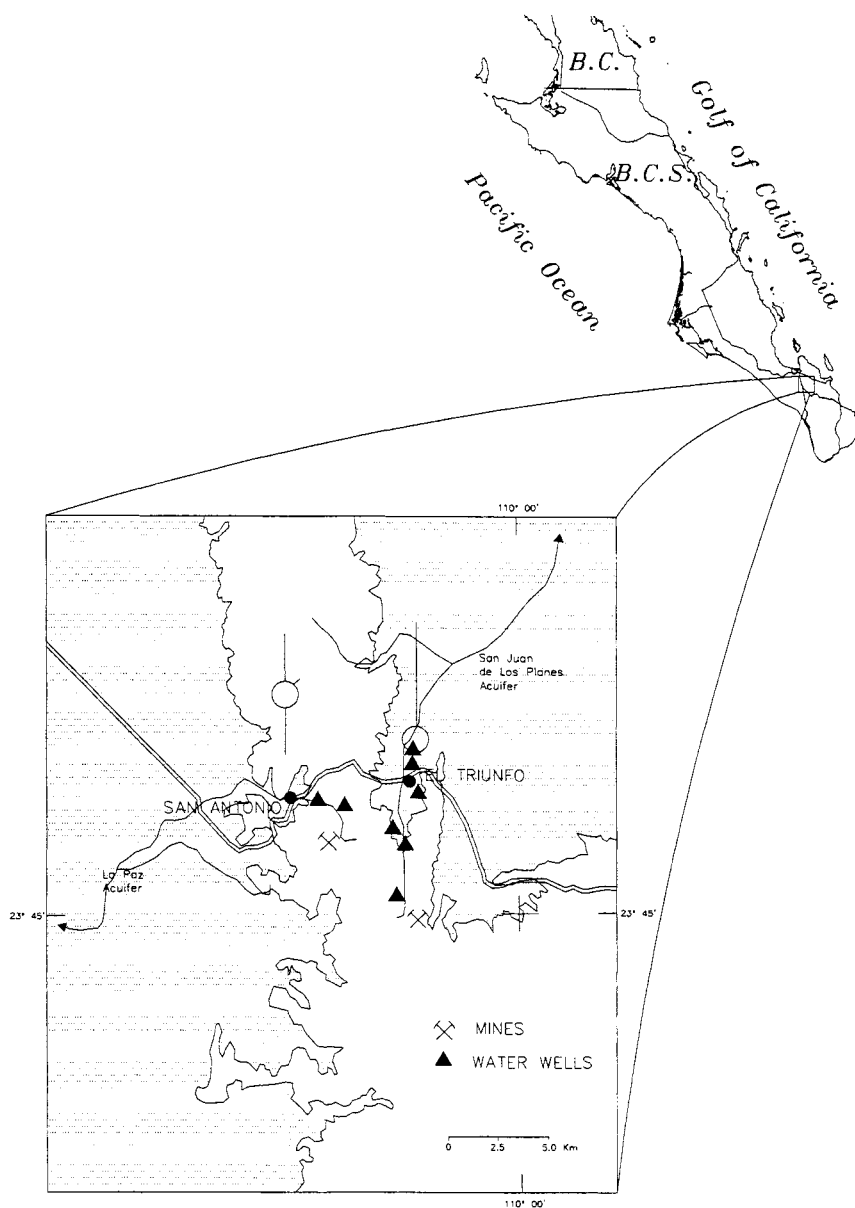 B.C.
Golf of California
B.C.S.
Pacific Ocean
110° 00'
San Juan
de Los Planes
Acuifer
EL TRIUNFO
SAN ANTONIO
La Paz
Acuifer
23° 45'
23° 45'
MINES
WATER WELLS
0 2.5 5.0 Km
110° 00'